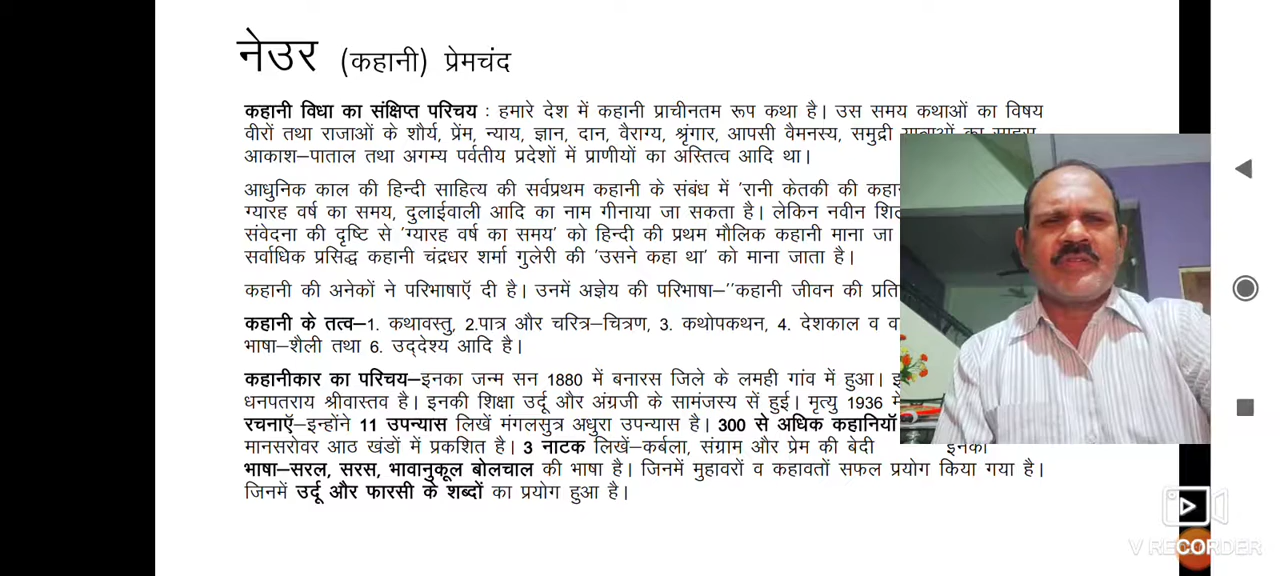 नेउर (कहानी) प्रेमचंद
कहानी विधा का संक्षिप्त परिचय : हमारे देश में कहानी प्राचीनतम रूप कथा है। उस समय कथाओं का विषय
वीरों तथा राजाओं के शौर्य, प्रेंम, न्याय, ज्ञान, दान, वैराग्य, श्रृंगार, आपसी वैमनस्य, समुद्री
आकाश–पाताल तथा अगम्य पर्वतीय प्रदेशों में प्राणीयों का अस्तित्व आदि था।
आधुनिक काल की हिन्दी साहित्य की सर्वप्रथम कहानी के संबंध में 'रानी केतकी की
ग्यारह वर्ष का समय, दुलाईवाली आदि का नाम गीनाया जा सकता है। लेकिन नवीन
संवेदना की दृष्टि से 'ग्यारह वर्ष का समय' को हिन्दी की प्रथम मौलिक कहानी माना जा
सर्वाधिक प्रसिद्ध कहानी चंद्रधर शर्मा गुलेरी की 'उसने कहा था' को माना जाता है।
कहानी की अनेकों ने परिभाषाऍ दी है। उनमें अज्ञेय की परिभाषा–''कहानी जीवन की
कहानी के तत्व–1. कथावस्तु, 2.पात्र और चरित्र–चित्रण, 3. कथोपकथन, 4. देशकाल व
भाषा–शैली तथा 6. उद्‌देश्य आदि है।
कहानीकार का परिचय–इनका जन्म सन 1880 में बनारस जिले के लमही गांव में हुआ।
धनपतराय श्रीवास्तव है। इनकी शिक्षा उर्दू और अंग्रजी के सामंजस्य सें हुई। मृत्यु 1936
रचनाऍ–इन्होंने 11 उपन्यास लिखें मंगलसुत्र अधुरा उपन्यास है। 300 से अधिक कहानियॉ
मानसरोवर आठ खंडों में प्रकशित है। 3 नाटक लिखें–कर्बला, संग्राम और प्रेम की बेदी इनकी
भाषा–सरल, सरस, भावानुकूल बोलचाल की भाषा है। जिनमें मुहावरों व कहावतों सफल प्रयोग किया गया है।
जिनमें उर्दू और फारसी के शब्दों का प्रयोग हुआ है।
V RECORDER